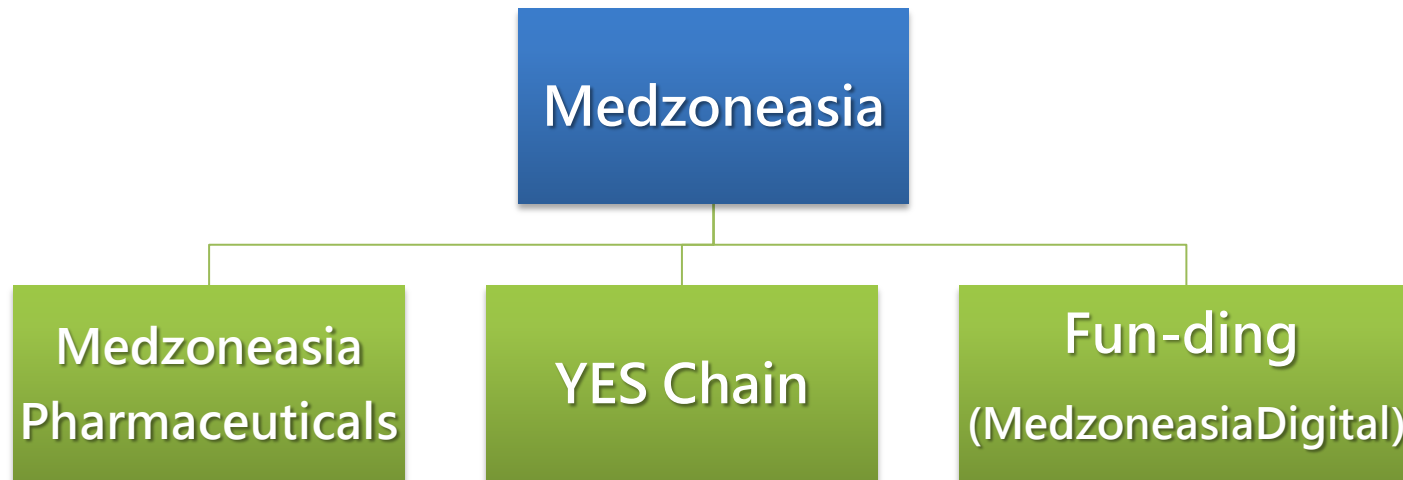 Medzoneasia
Medzoneasia
Pharmaceuticals
YES Chain
Fun-ding
(MedzoneasiaDigital)